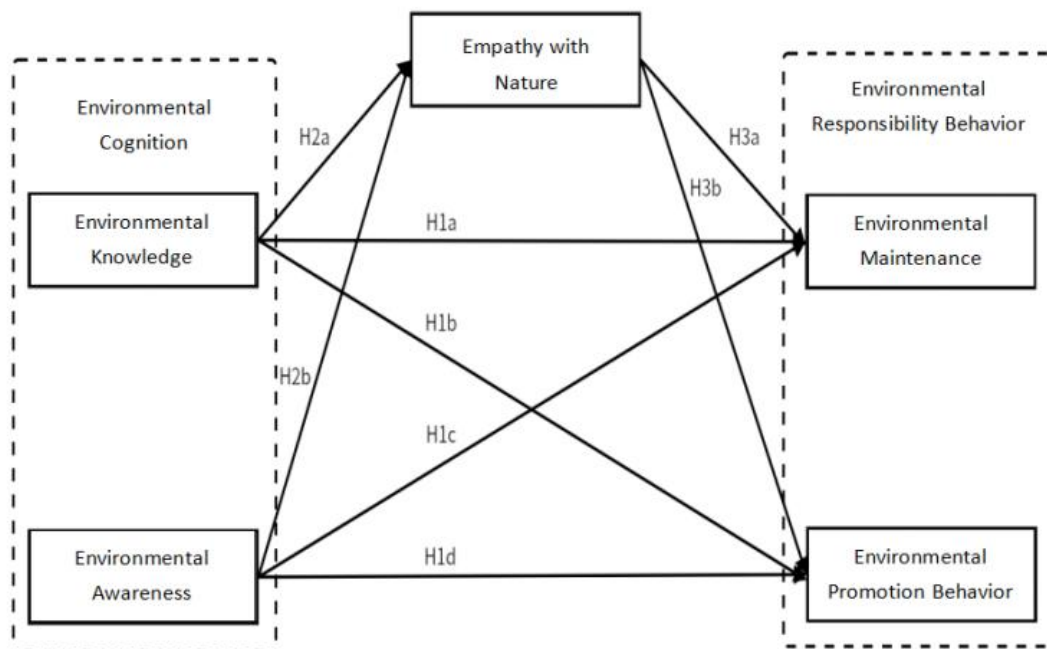 Empathy with
Nature
Environmental
Cognition
Environmental
Responsibility Behavior
H2a
H3a
H3b
Environmental
Knowledge
H1a
Environmental
Maintenance
H1b
H2b
H1c
Environmental
Awareness
H1d
Environmental
Promotion Behavior